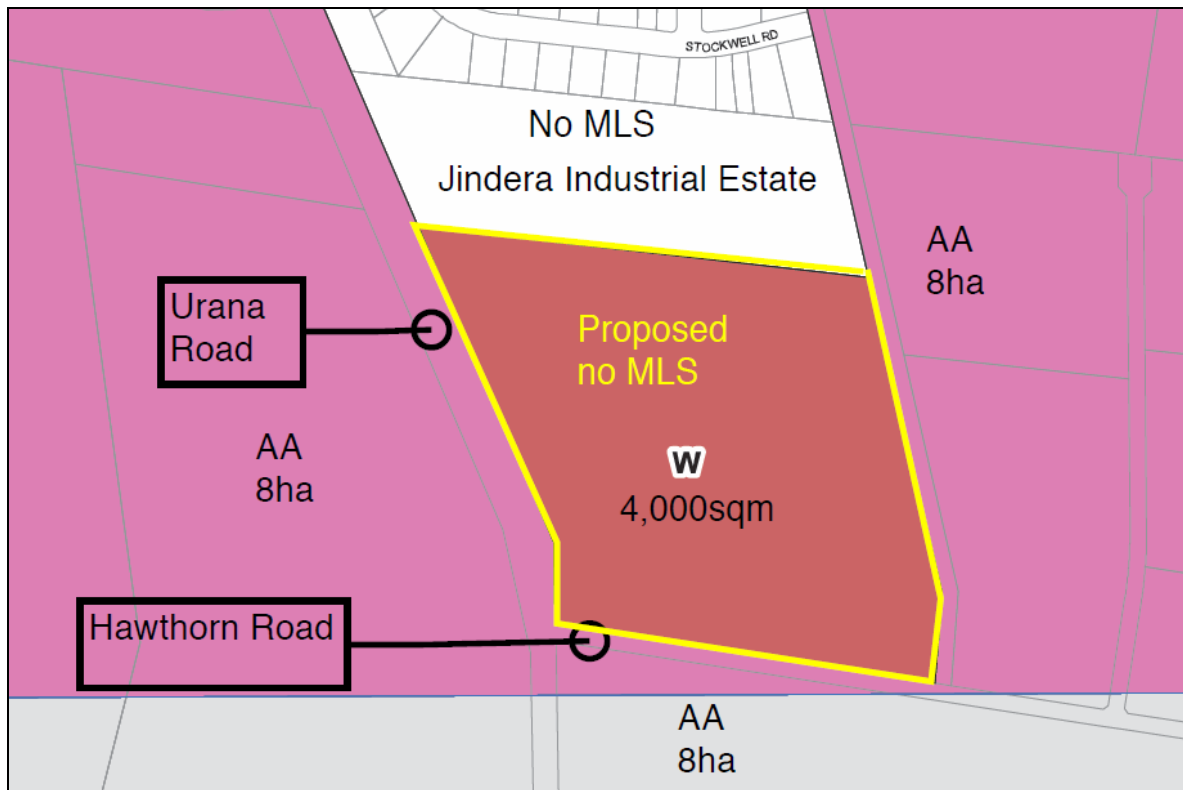 STOCKWELL RD
No MLS
Jindera Industrial Estate
AA
8ha
Urana
Road
Proposed
no MLS
AA
8ha
W
4,000sqm
Hawthorn Road
AA
8ha